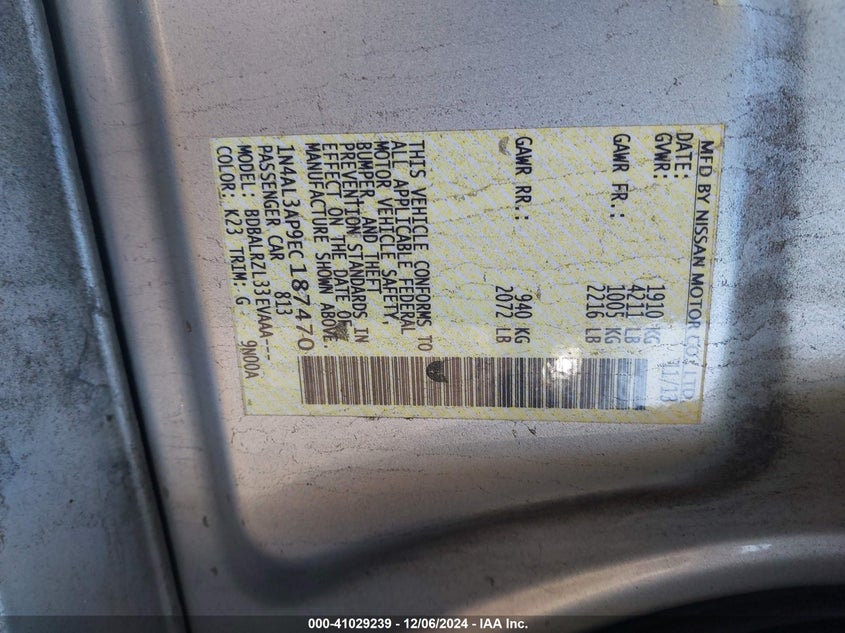 MFD BY NISSAN MOTOR CO., LTD.
DATE: 11/13
GVWR: 1910 KG
4211 LB
GAWR FR.: 1005 KG
2216 LB
GAWR RR.: 940 KG
2072 LB
THIS VEHICLE CONFORMS TO
ALL APPLICABLE FEDERAL
MOTOR VEHICLE SAFETY,
BUMPER AND THEFT
PREVENTION STANDARDS IN
EFFECT ON THE DATE OF
MANUFACTURE SHOWN ABOVE.
1N4AL3AP9EC187470
PASSENGER CAR 813
MODEL: BDBALRZL33EVAAA---
COLOR: K23 TRIM: G 9N00A
000-41029239 - 12/06/2024 - IAA Inc.